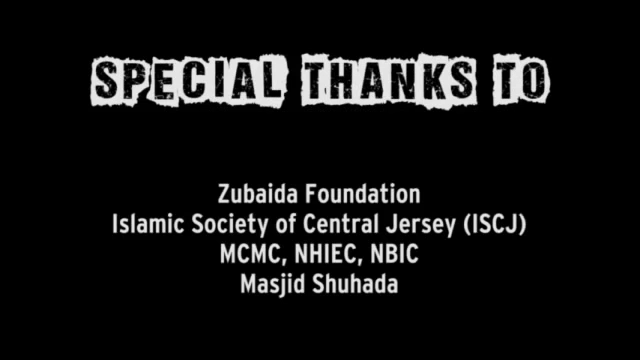 SPECIAL THANKS TO
Zubaida Foundation
Islamic Society of Central Jersey (ISCJ)
MCMC, NHIEC, NBIC
Masjid Shuhada